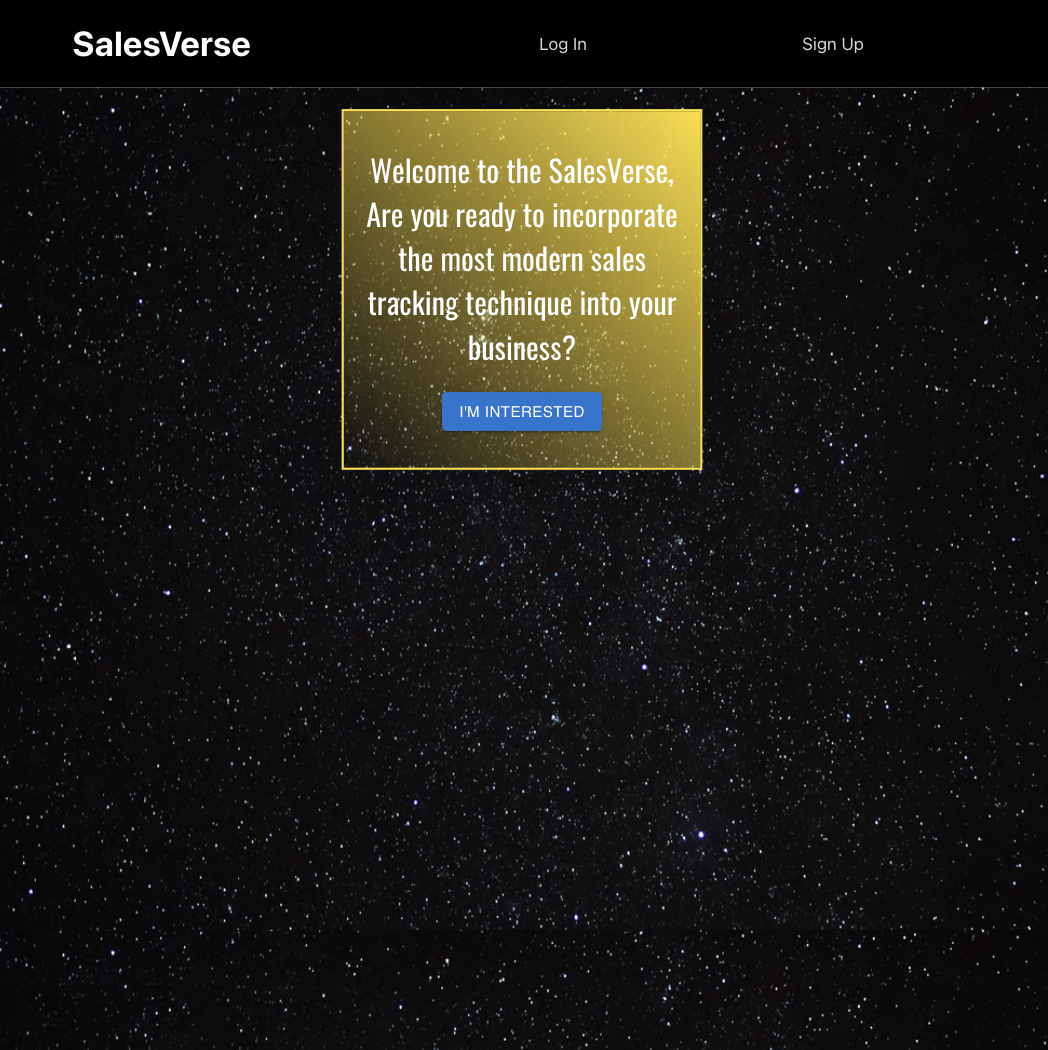 SalesVerse
Log In
Sign Up
Welcome to the SalesVerse,
Are you ready to incorporate
the most modern sales
tracking technique into your
business?
I'M INTERESTED